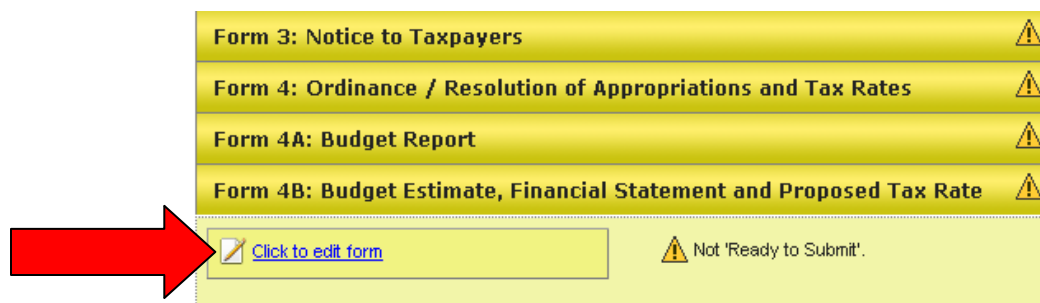 Form 3: Notice to Taxpayers
Form 4: Ordinance / Resolution of Appropriations and Tax Rates
Form 4A: Budget Report
Form 4B: Budget Estimate, Financial Statement and Proposed Tax Rate
Click to edit form
Not 'Ready to Submit'.